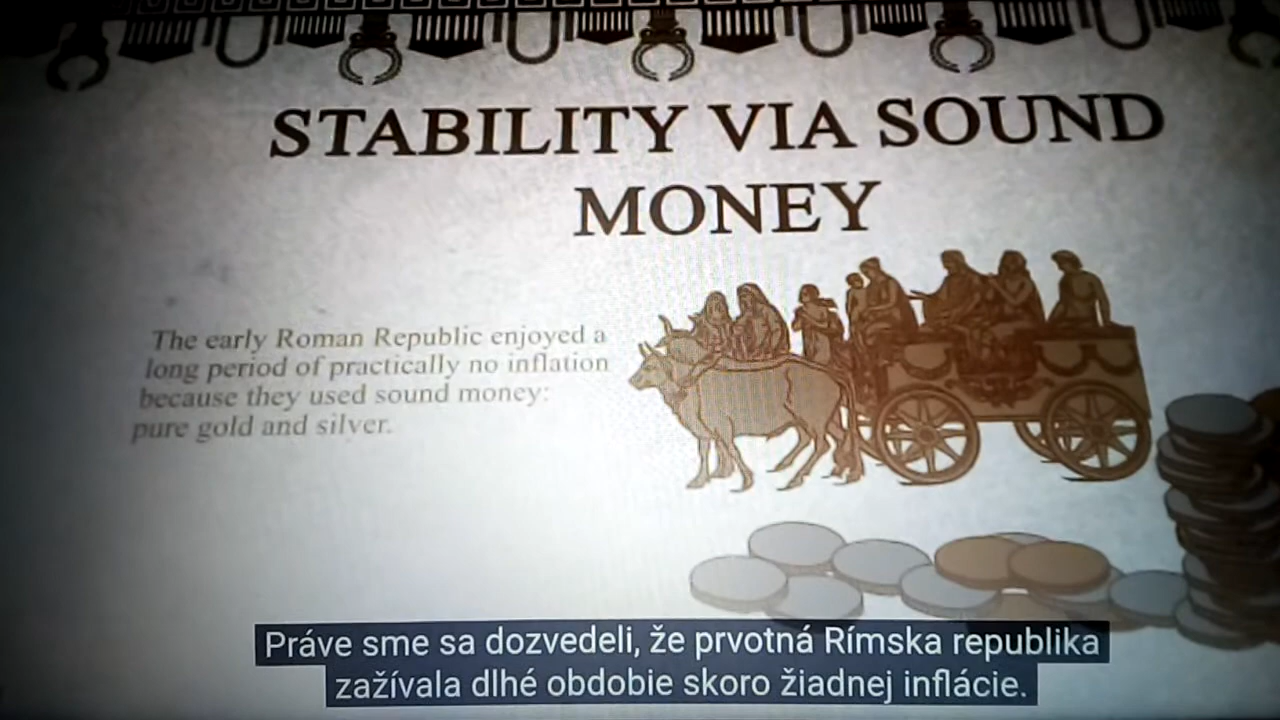 STABILITY VIA SOUND
MONEY
The early Roman Republic enjoyed a
long period of practically no inflation
because they used sound money:
pure gold and silver.
Práve sme sa dozvedeli, že prvotná Rímska republika
zažívala dlhé obdobie skoro žiadnej inflácie.